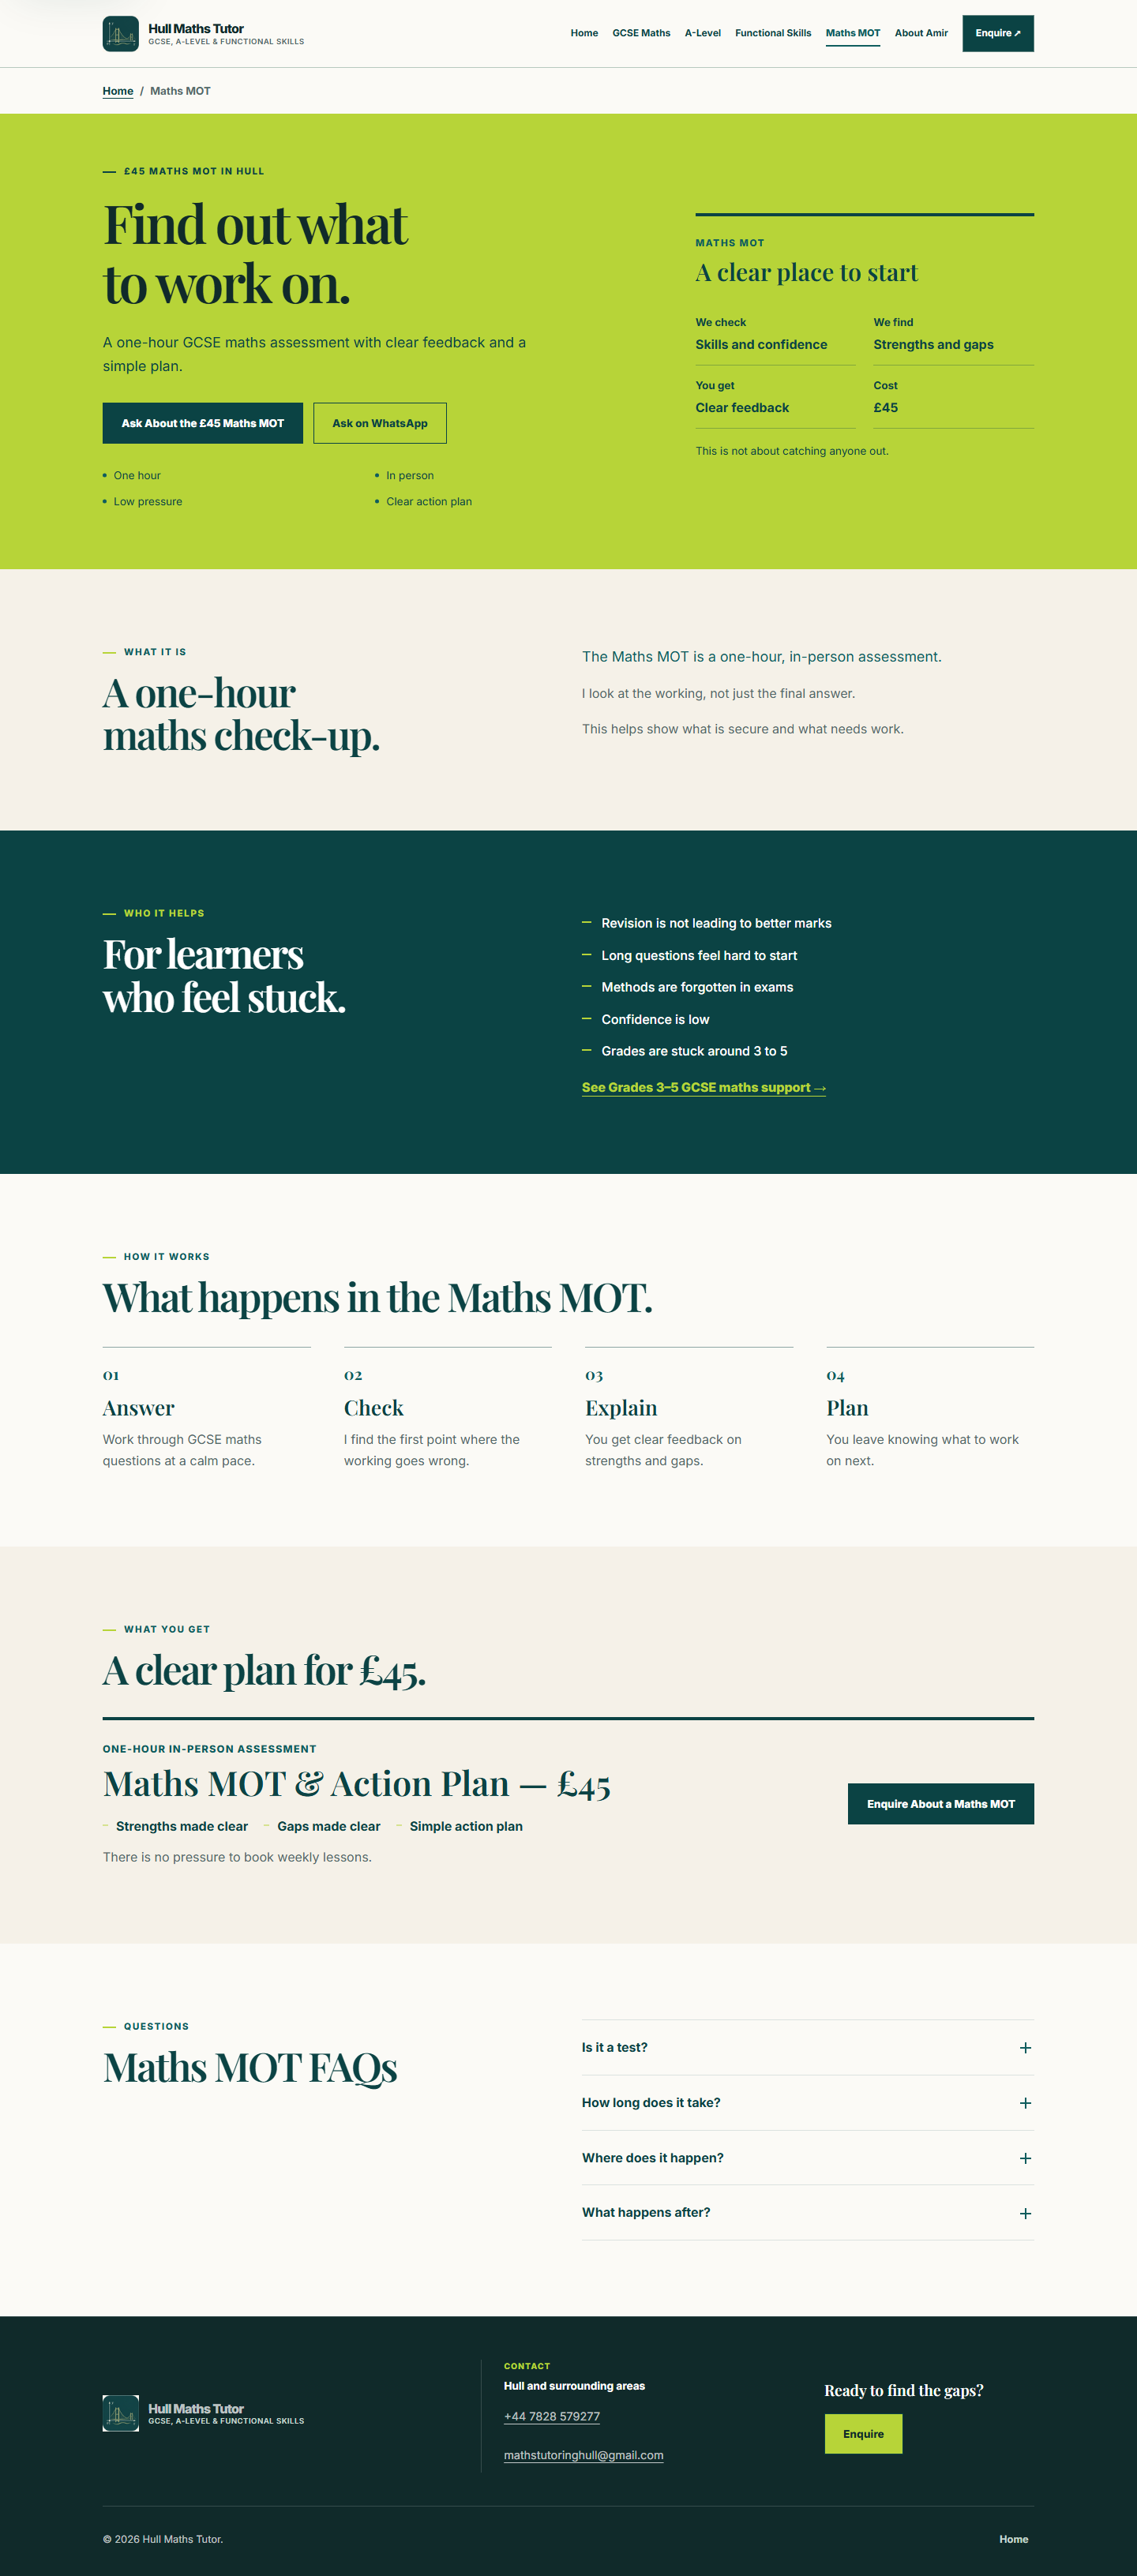 Hull Maths Tutor
GCSE, A-LEVEL & FUNCTIONAL SKILLS
Home GCSE Maths A-Level Functional Skills Maths MOT About Amir Enquire ↗
Home / Maths MOT
£45 MATHS MOT IN HULL
Find out what
to work on.
A one-hour GCSE maths assessment with clear feedback and a
simple plan.
Ask About the £45 Maths MOT
Ask on WhatsApp
One hour
In person
Low pressure
Clear action plan
MATHS MOT
A clear place to start
We check
Skills and confidence
We find
Strengths and gaps
You get
Clear feedback
Cost
£45
This is not about catching anyone out.
WHAT IT IS
A one-hour
maths check-up.
The Maths MOT is a one-hour, in-person assessment.
I look at the working, not just the final answer.
This helps show what is secure and what needs work.
WHO IT HELPS
For learners
who feel stuck.
Revision is not leading to better marks
Long questions feel hard to start
Methods are forgotten in exams
Confidence is low
Grades are stuck around 3 to 5
See Grades 3–5 GCSE maths support →
HOW IT WORKS
What happens in the Maths MOT.
01
Answer
Work through GCSE maths
questions at a calm pace.
02
Check
I find the first point where the
working goes wrong.
03
Explain
You get clear feedback on
strengths and gaps.
04
Plan
You leave knowing what to work
on next.
WHAT YOU GET
A clear plan for £45.
ONE-HOUR IN-PERSON ASSESSMENT
Maths MOT & Action Plan — £45
Strengths made clear
Gaps made clear
Simple action plan
There is no pressure to book weekly lessons.
Enquire About a Maths MOT
QUESTIONS
Maths MOT FAQs
Is it a test?
How long does it take?
Where does it happen?
What happens after?
Hull Maths Tutor
GCSE, A-LEVEL & FUNCTIONAL SKILLS
CONTACT
Hull and surrounding areas
+44 7828 579277
mathstutoringhull@gmail.com
Ready to find the gaps?
Enquire
© 2026 Hull Maths Tutor.
Home